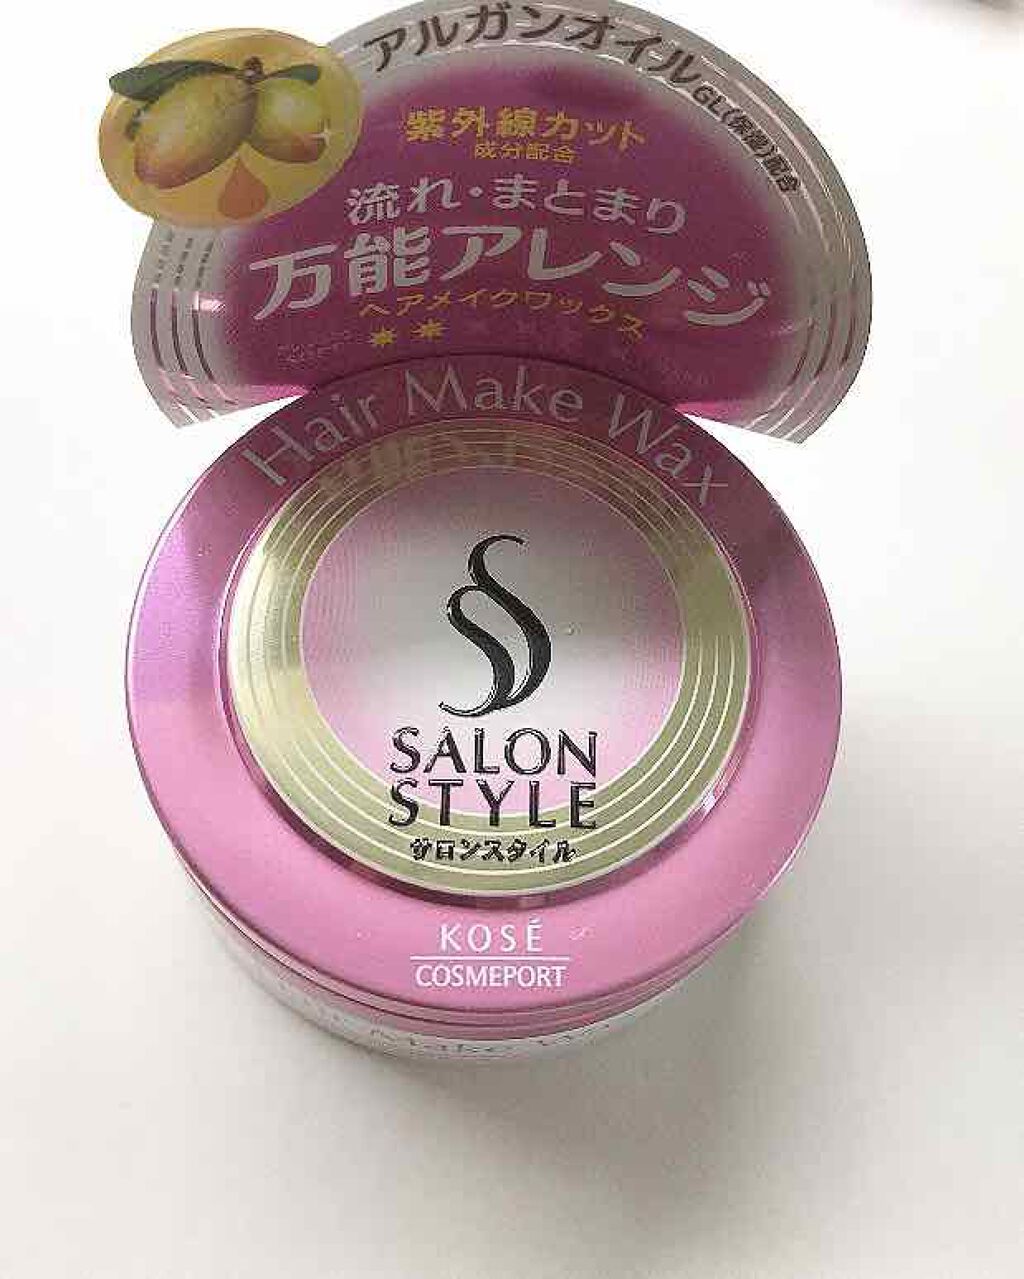 アルガンオイルGL(保湿)配合
紫外線カット
成分配合
流れ・まとまり
万能アレンジ
ヘアメイクワックス
Hair Make Wax
SALON
STYLE
サロンスタイル
KOSÉ
COSMEPORT